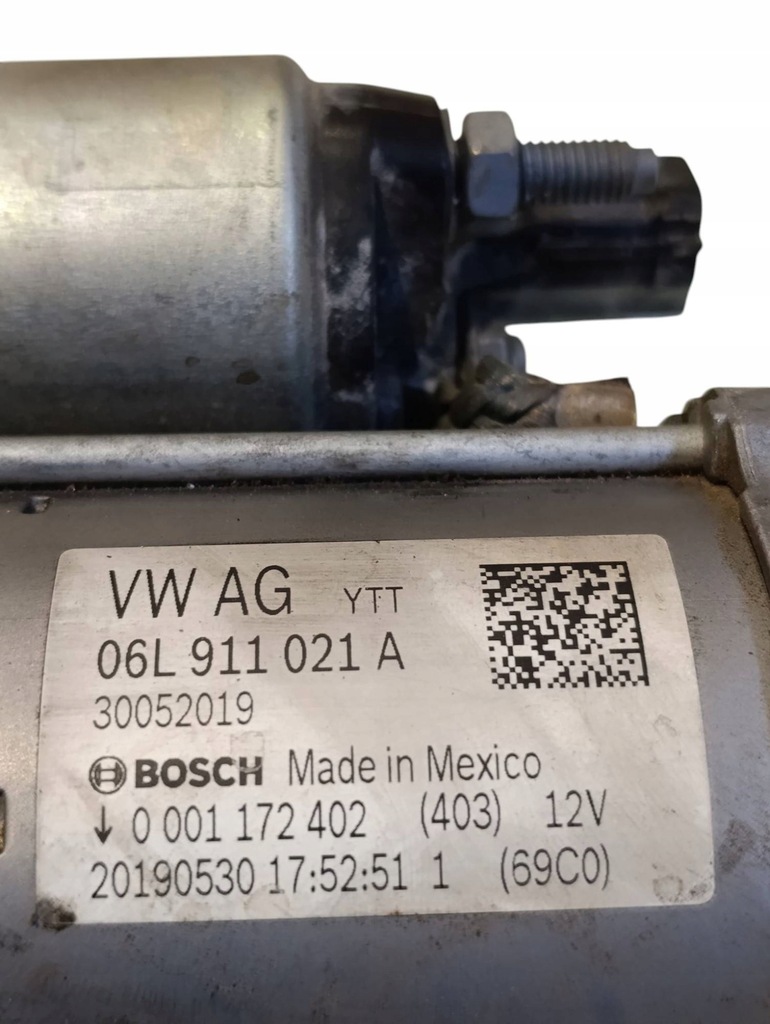 VW AG YTT
06L 911 021 A
30052019
BOSCH Made in Mexico
↓ 0 001 172 402 (403) 12V
20190530 17:52:51 1 (69C0)